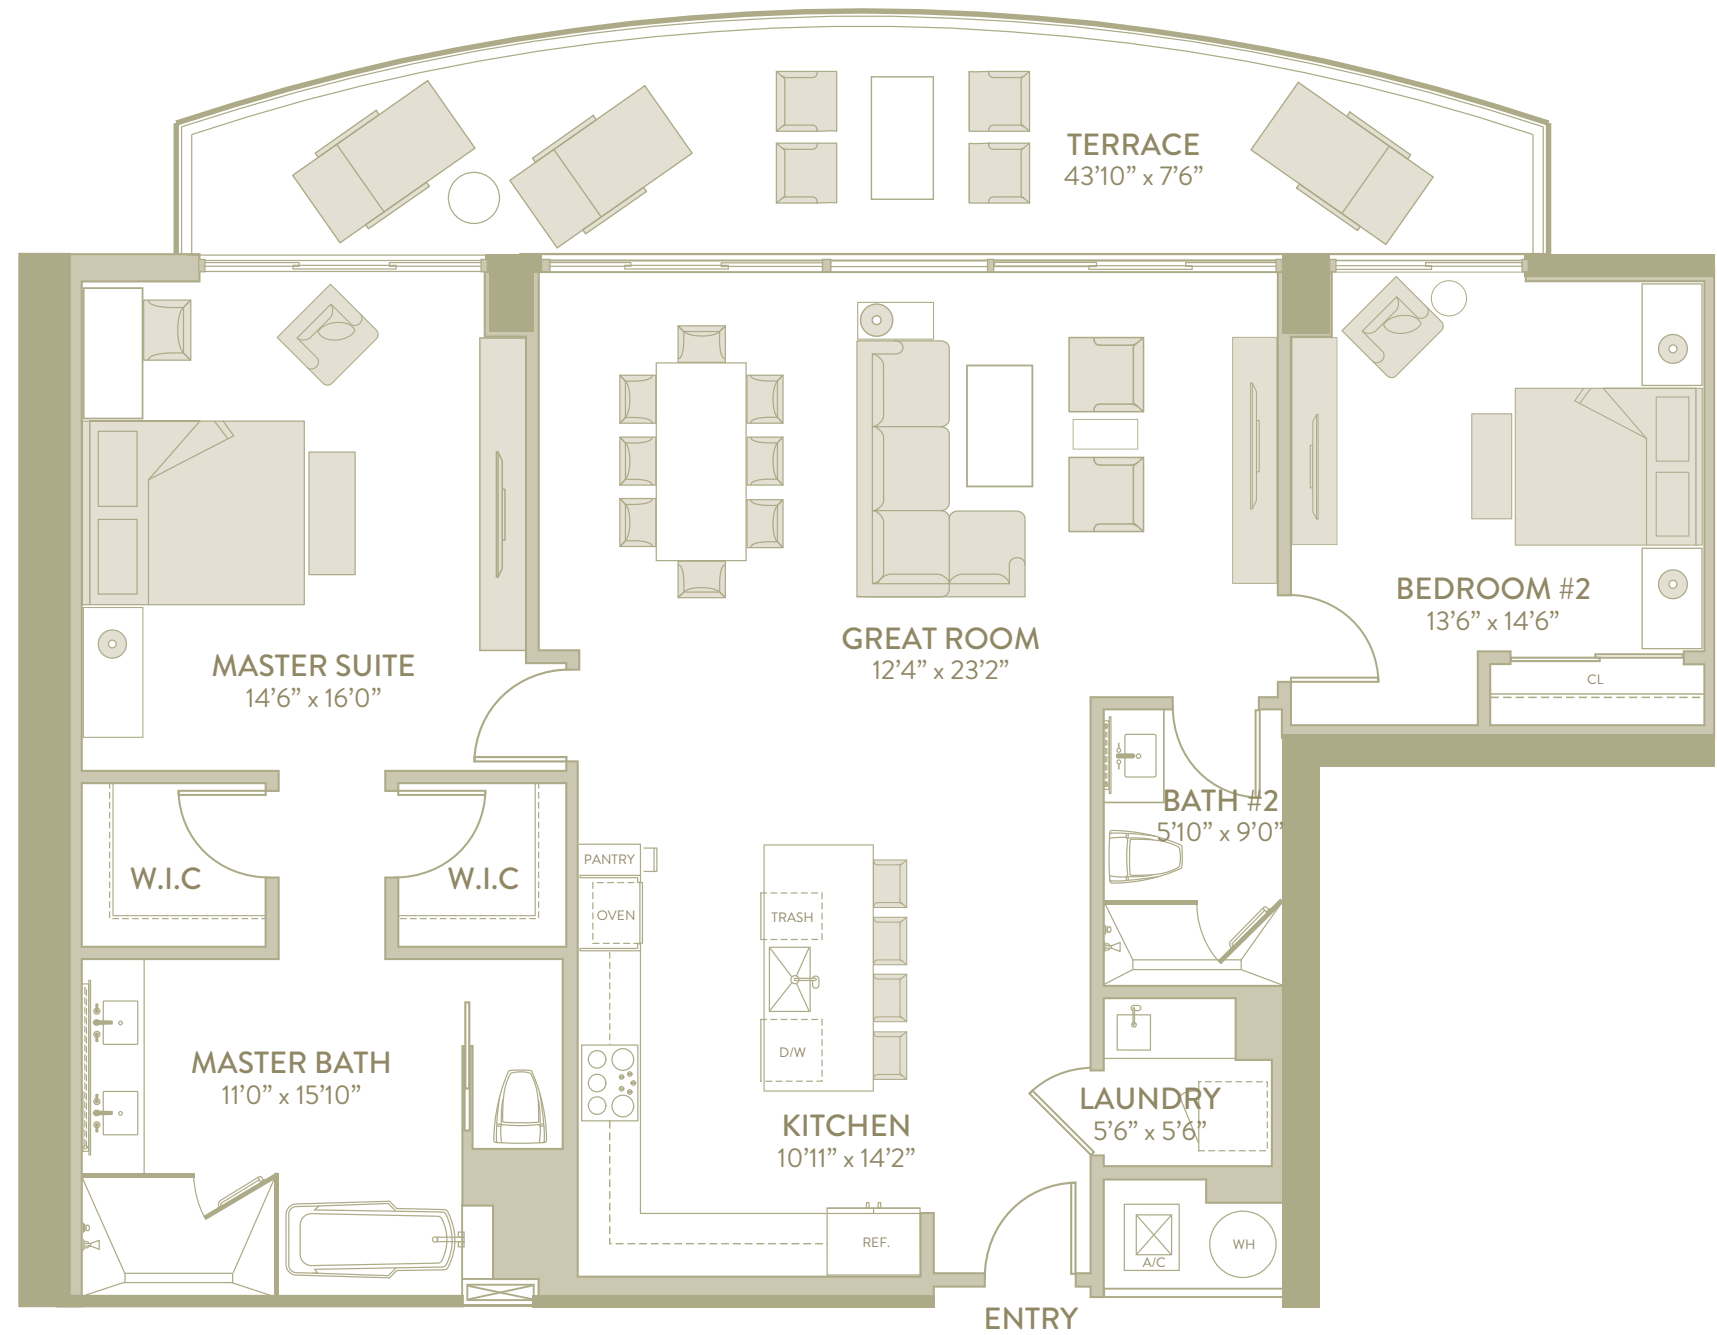 TERRACE
43’10” x 7’6”
BEDROOM #2
13’6” x 14’6”
GREAT ROOM
12’4” x 23’2”
MASTER SUITE
14’6” x 16’0”
CL
BATH #2
5’10” x 9’0”
W.I.C
W.I.C
PANTRY
OVEN
TRASH
D/W
MASTER BATH
11’0” x 15’10”
LAUNDRY
5’6” x 5’6”
KITCHEN
10’11” x 14’2”
REF.
A/C
WH
ENTRY